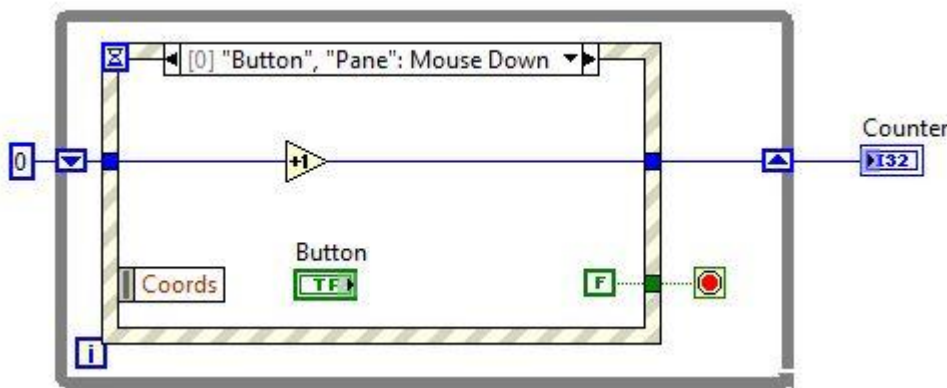 [0] "Button", "Pane": Mouse Down
0
+1
Counter
I32
Button
Coords
TF
F
i